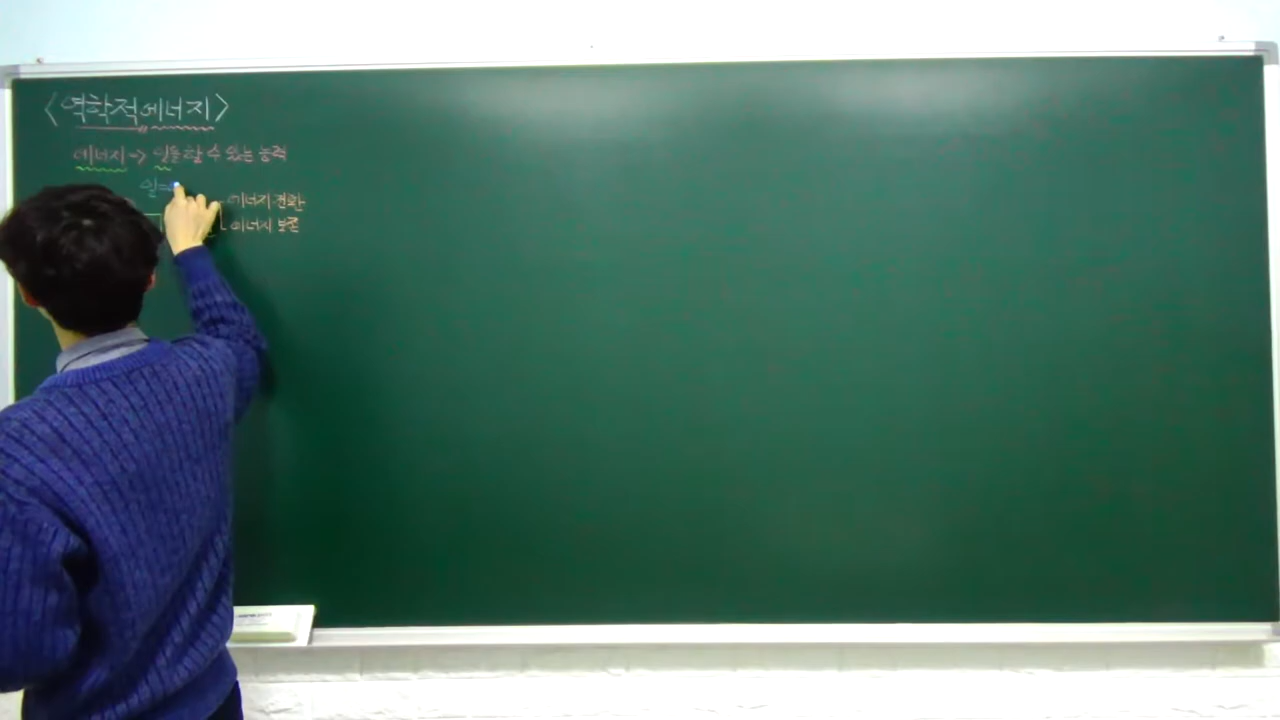 <역학적에너지>
에너지 => 일을 할 수 있는 능력
일=
에너지 전환
에너지 보존